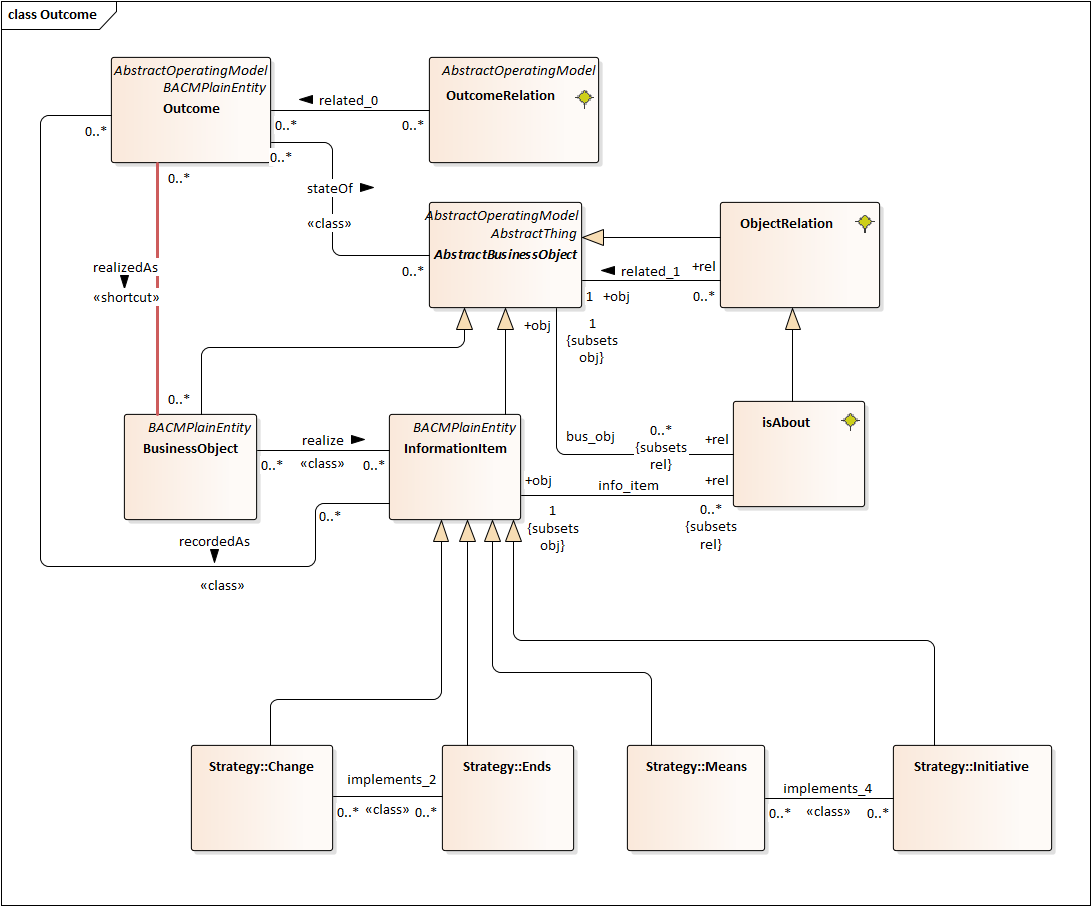 class Outcome
AbstractOperatingModel
BACMPlainEntity
Outcome
0..*
0..*
0..*
0..*
related_0
0..*
AbstractOperatingModel
OutcomeRelation
stateOf
«class»
0..*
AbstractOperatingModel
AbstractThing
AbstractBusinessObject
ObjectRelation
related_1
+rel
1
+obj
0..*
realizedAs
«shortcut»
0..*
+obj
1
{subsets
obj}
BACMPlainEntity
BusinessObject
realize
0..*
«class»
0..*
BACMPlainEntity
InformationItem
bus_obj
0..*
{subsets
rel}
+rel
isAbout
+obj
info_item
+rel
1
{subsets
obj}
0..*
{subsets
rel}
0..*
recordedAs
«class»
Strategy::Change
implements_2
0..*
«class»
0..*
Strategy::Ends
Strategy::Means
implements_4
0..*
«class»
0..*
Strategy::Initiative